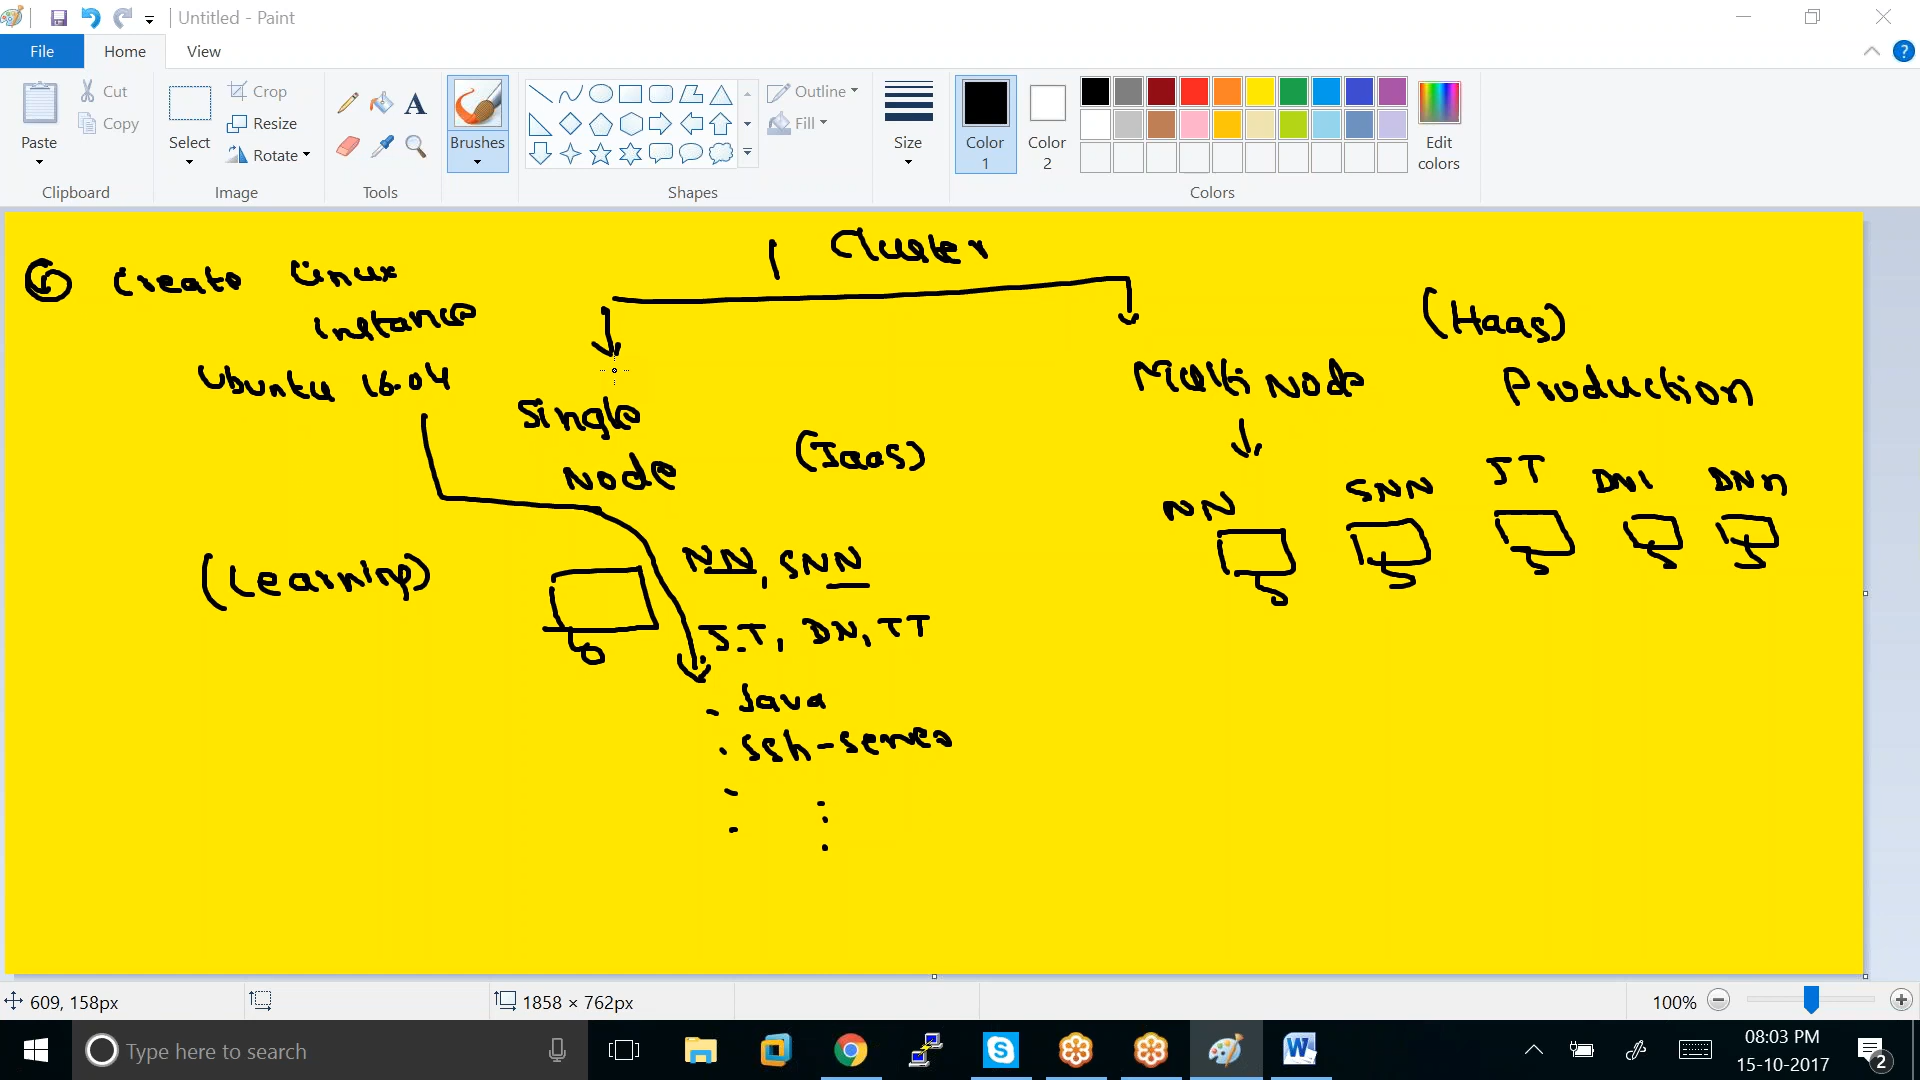 Untitled - Paint
File Home View
Paste
Cut
Copy
Clipboard
Select
Crop
Resize
Rotate
Image
A
Tools
Brushes
Shapes
Outline
Fill
Size
Color 1
Color 2
Edit colors
Colors
Cluster
① Create Linux
instance
Ubuntu 16.04
Single
Node
(Iaas)
(Learning)
NN, SNN
J.T, DN, TT
- Java
. ssh-server
(Haas)
Multi Node
Production
NN
SNN
JT
DN1
DNn
609, 158px
1858 × 762px
100%
Type here to search
08:03 PM
15-10-2017
2